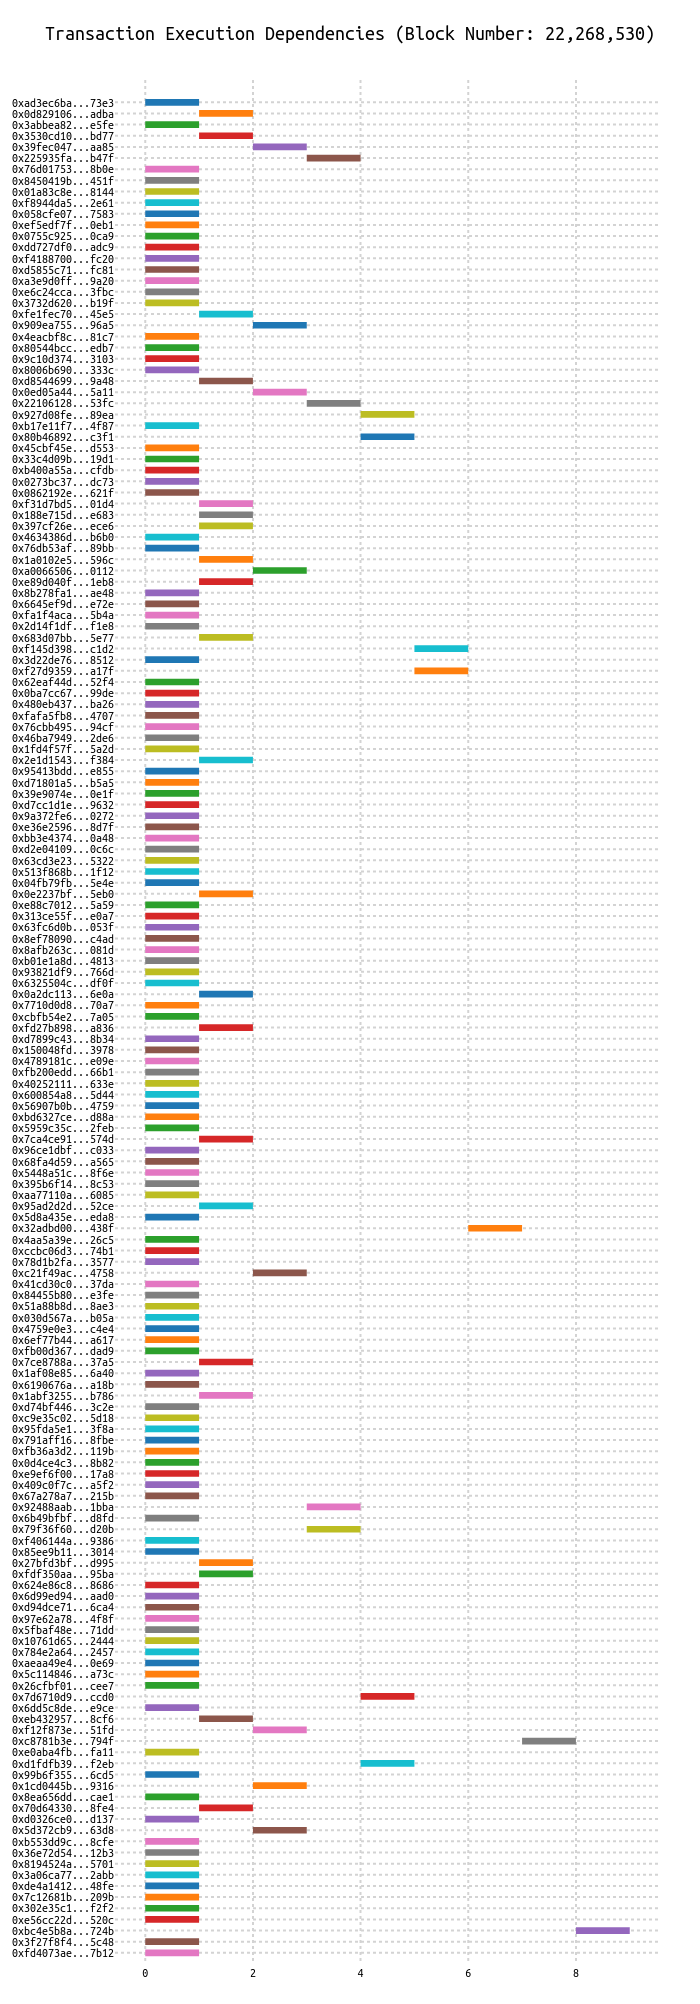 Transaction Execution Dependencies (Block Number: 22,268,530)
0xad3ec6ba...73e3
0x0d829106...adba
0x3abbea82...e5fe
0x3530cd10...bd77
0x39fec047...aa85
0x225935fa...b47f
0x76d01753...8b0e
0x8450419b...451f
0x01a83c8e...8144
0xf8944da5...2e61
0x058cfe07...7583
0xef5edf7f...0eb1
0x0755c925...0ca9
0xdd727df0...adc9
0xf4188700...fc20
0xd5855c71...fc81
0xa3e9d0ff...9a20
0xe6c24cca...3fbc
0x3732d620...b19f
0xfe1fec70...45e5
0x909ea755...96a5
0x4eacbf8c...81c7
0x80544bcc...edb7
0x9c10d374...3103
0x8006b690...333c
0xd8544699...9a48
0x0ed05a44...5a11
0x22106128...53fc
0x927d08fe...89ea
0xb17e11f7...4f87
0x80b46892...c3f1
0x45cbf45e...d553
0x33c4d09b...19d1
0xb400a55a...cfdb
0x0273bc37...dc73
0x0862192e...621f
0xf31d7bd5...01d4
0x188e715d...e683
0x397cf26e...ece6
0x4634386d...b6b0
0x76db53af...89bb
0x1a0102e5...596c
0xa0066506...0112
0xe89d040f...1eb8
0x8b278fa1...ae48
0x6645ef9d...e72e
0xfa1f4aca...5b4a
0x2d14f1df...f1e8
0x683d07bb...5e77
0xf145d398...c1d2
0x3d22de76...8512
0xf27d9359...a17f
0x62eaf44d...52f4
0x0ba7cc67...99de
0x480eb437...ba26
0xfafa5fb8...4707
0x76cbb495...94cf
0x46ba7949...2de6
0x1fd4f57f...5a2d
0x2e1d1543...f384
0x95413bdd...e855
0xd71801a5...b5a5
0x39e9074e...0e1f
0xd7cc1d1e...9632
0x9a372fe6...0272
0xe36e2596...8d7f
0xbb3e4374...0a48
0xd2e04109...0c6c
0x63cd3e23...5322
0x513f868b...1f12
0x04fb79fb...5e4e
0x0e2237bf...5eb0
0xe88c7012...5a59
0x313ce55f...e0a7
0x63fc6d0b...053f
0x8ef78090...c4ad
0x8afb263c...081d
0xb01e1a8d...4813
0x93821df9...766d
0x6325504c...df0f
0x0a2dc113...6e0a
0x7710d0d8...70a7
0xcbfb54e2...7a05
0xfd27b898...a836
0xd7899c43...8b34
0x150048fd...3978
0x4789181c...e09e
0xfb200edd...66b1
0x40252111...633e
0x600854a8...5d44
0x56907b0b...4759
0xbd6327ce...d88a
0x5959c35c...2feb
0x7ca4ce91...574d
0x96ce1dbf...c033
0x68fa4d59...a565
0x5448a51c...8f6e
0x395b6f14...8c53
0xaa77110a...6085
0x95ad2d2d...52ce
0x5d8a435e...eda8
0x32adbd00...438f
0x4aa5a39e...26c5
0xccbc06d3...74b1
0x78d1b2fa...3577
0xc21f49ac...4758
0x41cd30c0...37da
0x84455b80...e3fe
0x51a88b8d...8ae3
0x030d567a...b05a
0x4759e0e3...c4e4
0x6ef77b44...a617
0xfb00d367...dad9
0x7ce8788a...37a5
0x1af08e85...6a40
0x6190676a...a18b
0x1abf3255...b786
0xd74bf446...3c2e
0xc9e35c02...5d18
0x95fda5e1...3f8a
0x791aff16...8fbe
0xfb36a3d2...119b
0x0d4ce4c3...8b82
0xe9ef6f00...17a8
0x409c0f7c...a5f2
0x67a278a7...215b
0x92488aab...1bba
0x6b49bfbf...d8fd
0x79f36f60...d20b
0xf406144a...9386
0x85ee9b11...3014
0x27bfd3bf...d995
0xfdf350aa...95ba
0x624e86c8...8686
0x6d99ed94...aad0
0xd94dce71...6ca4
0x97e62a78...4f8f
0x5fbaf48e...71dd
0x10761d65...2444
0x784e2a64...2457
0xaeaa49e4...0e69
0x5c114846...a73c
0x26cfbf01...cee7
0x7d6710d9...ccd0
0x6dd5c8de...e9ce
0xeb432957...8cf6
0xf12f873e...51fd
0xc8781b3e...794f
0xe0aba4fb...fa11
0xd1fdfb39...f2eb
0x99b6f355...6cd5
0x1cd0445b...9316
0x8ea656dd...cae1
0x70d64330...8fe4
0xd0326ce0...d137
0x5d372cb9...63d8
0xb553dd9c...8cfe
0x36e72d54...12b3
0x8194524a...5701
0x3a06ca77...2abb
0xde4a1412...48fe
0x7c12681b...209b
0x302e35c1...f2f2
0xe56cc22d...520c
0xbc4e5b8a...724b
0x3f27f8f4...5c48
0xfd4073ae...7b12
0 2 4 6 8